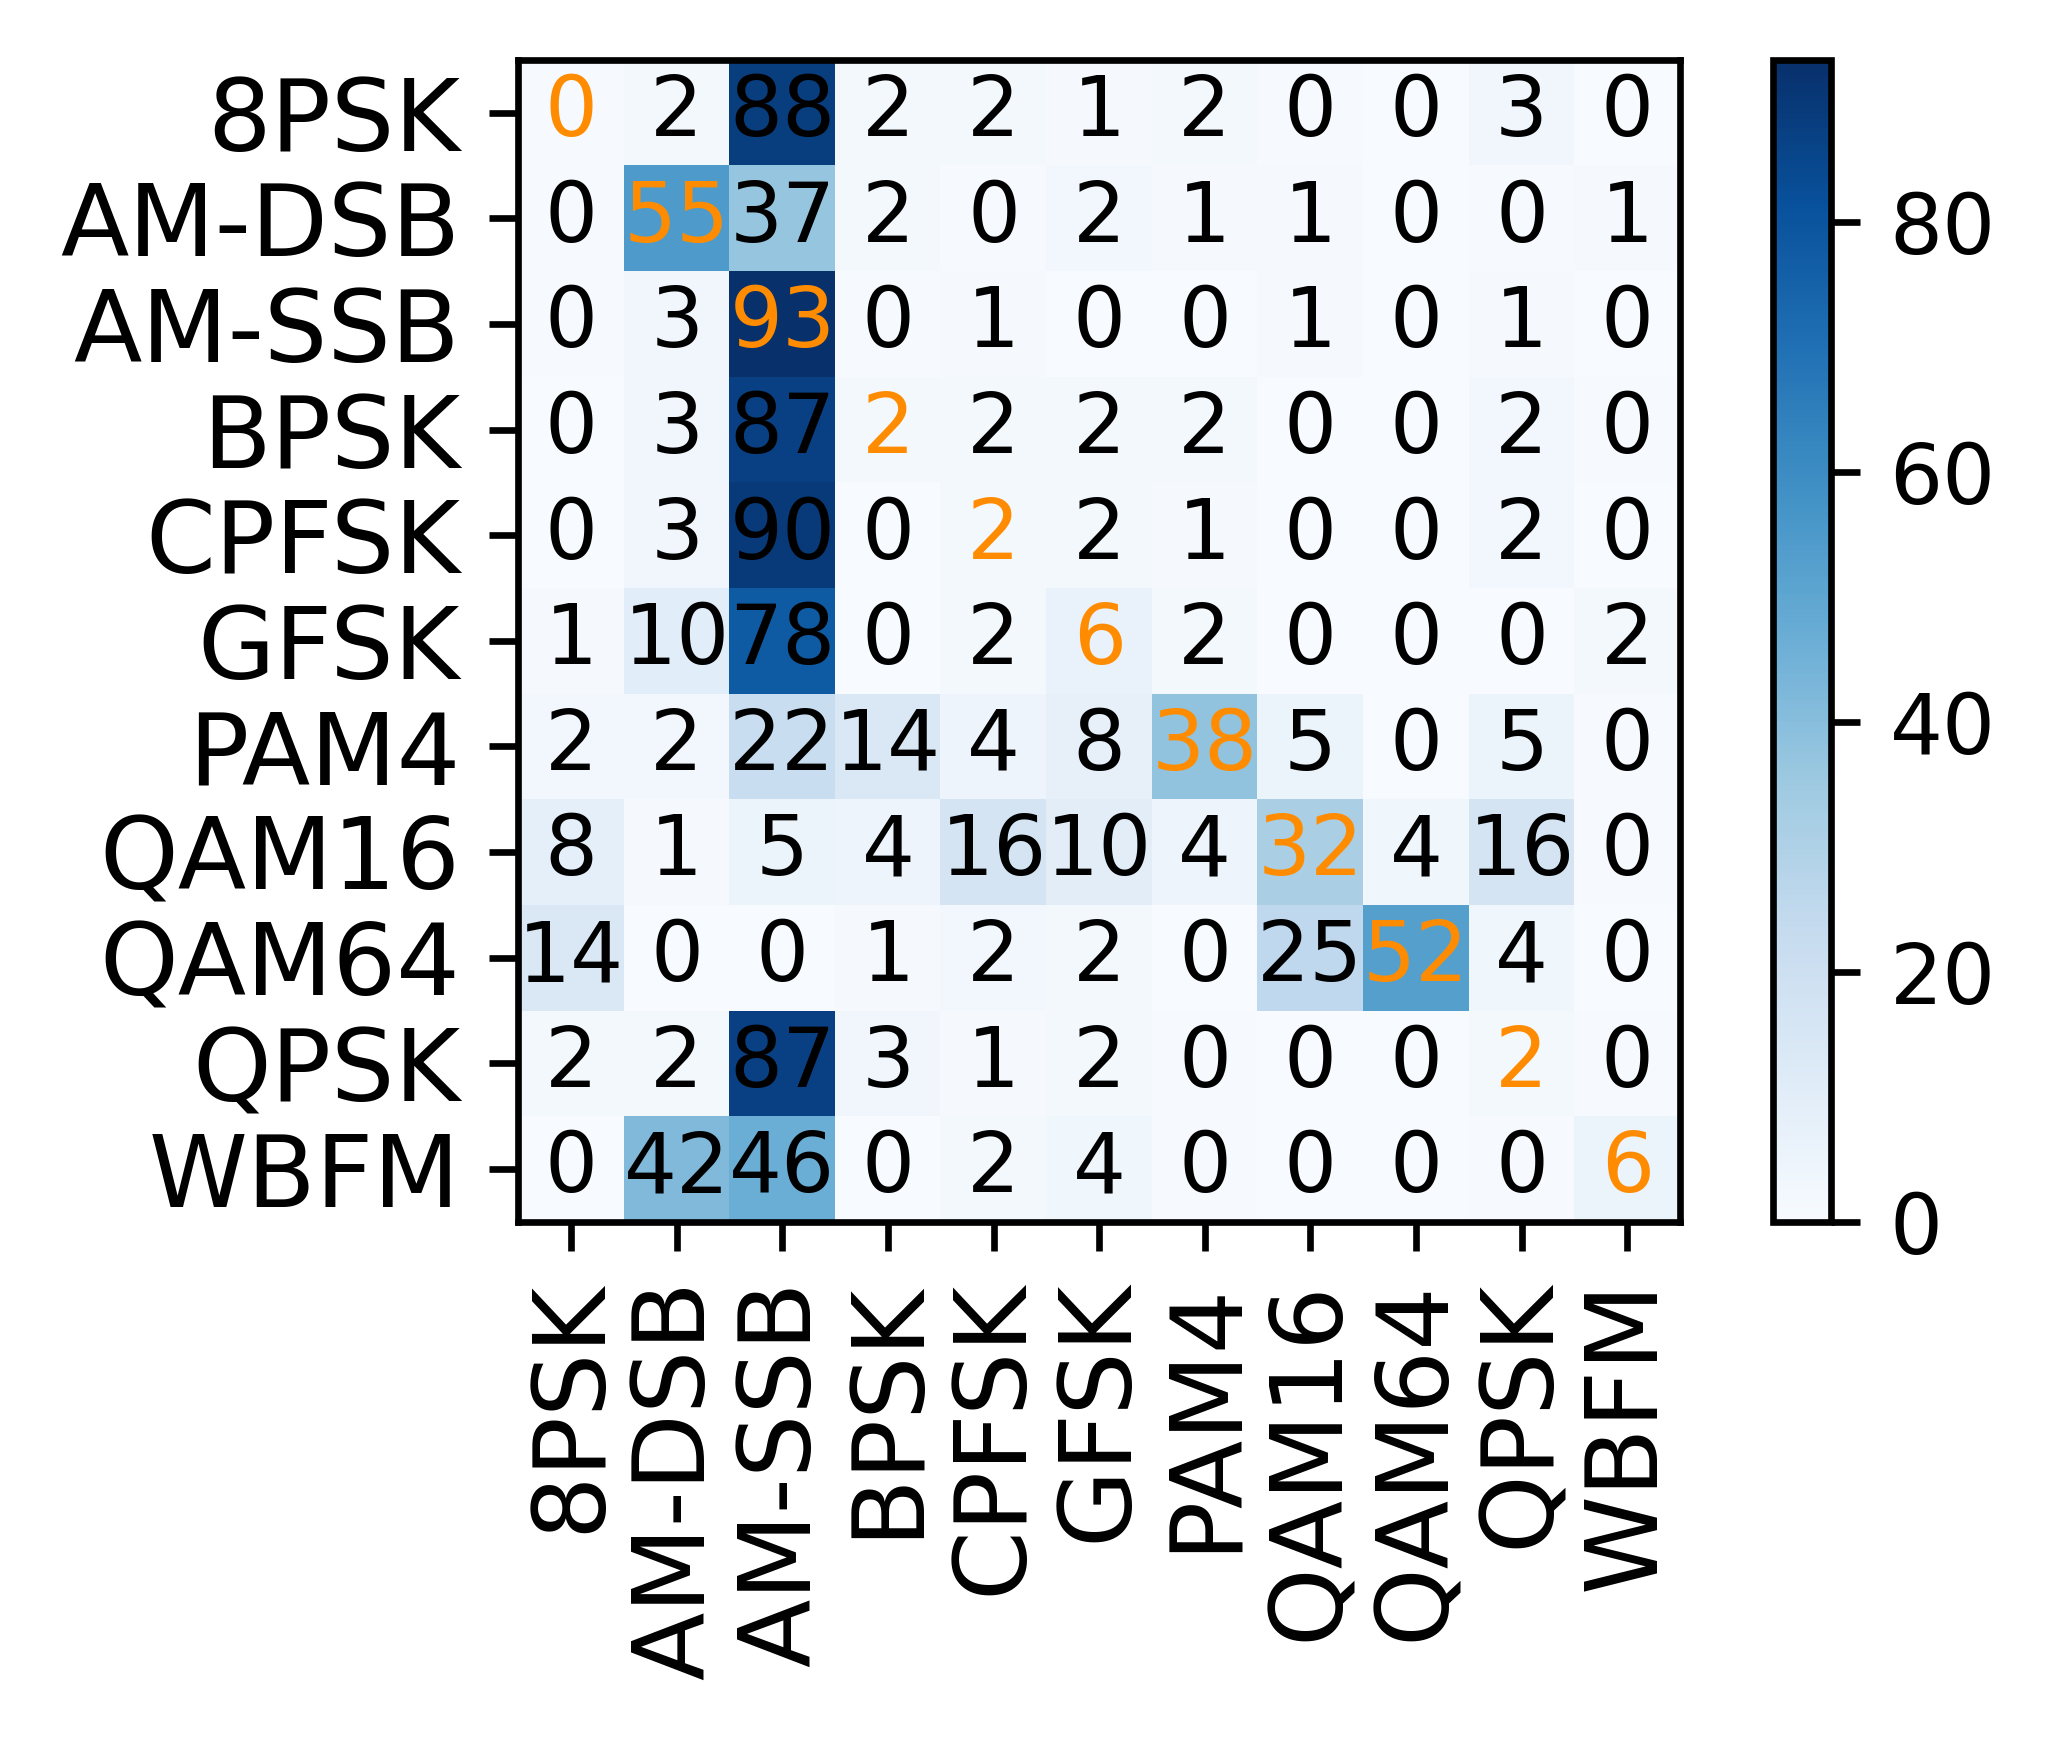 8PSK 0 2 88 2 2 1 2 0 0 3 0
AM-DSB 0 55 37 2 0 2 1 1 0 0 1
80
AM-SSB 0 3 93 0 1 0 0 1 0 1 0
BPSK 0 3 87 2 2 2 2 0 0 2 0
60
CPFSK 0 3 90 0 2 2 1 0 0 2 0
GFSK 1 10 78 0 2 6 2 0 0 0 2
PAM4 2 2 22 14 4 8 38 5 0 5 0
40
QAM16 8 1 5 4 16 10 4 32 4 16 0
QAM64 14 0 0 1 2 2 0 25 52 4 0
20
QPSK 2 2 87 3 1 2 0 0 0 2 0
WBFM 0 42 46 0 2 4 0 0 0 0 6
0
8PSK
AM-DSB
AM-SSB
BPSK
CPFSK
GFSK
PAM4
QAM16
QAM64
QPSK
WBFM